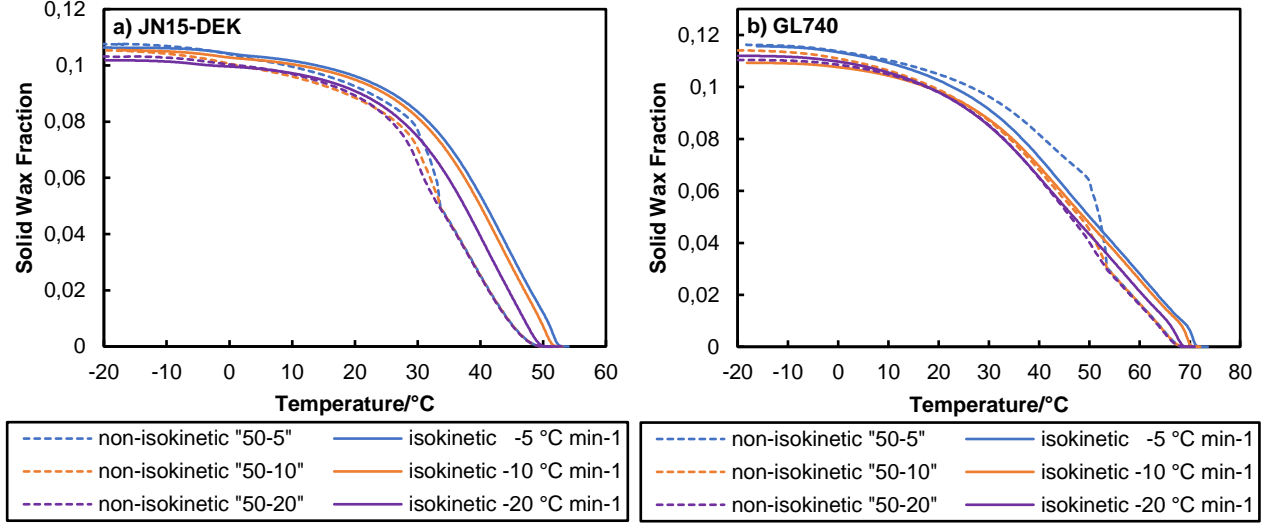 a) JN15-DEK
Solid Wax Fraction
0,12
0,1
0,08
0,06
0,04
0,02
0
-20 -10 0 10 20 30 40 50 60
Temperature/°C
non-isokinetic "50-5" isokinetic -5 °C min-1
non-isokinetic "50-10" isokinetic -10 °C min-1
non-isokinetic "50-20" isokinetic -20 °C min-1
b) GL740
Solid Wax Fraction
0,12
0,1
0,08
0,06
0,04
0,02
0
-20 -10 0 10 20 30 40 50 60 70 80
Temperature/°C
non-isokinetic "50-5" isokinetic -5 °C min-1
non-isokinetic "50-10" isokinetic -10 °C min-1
non-isokinetic "50-20" isokinetic -20 °C min-1